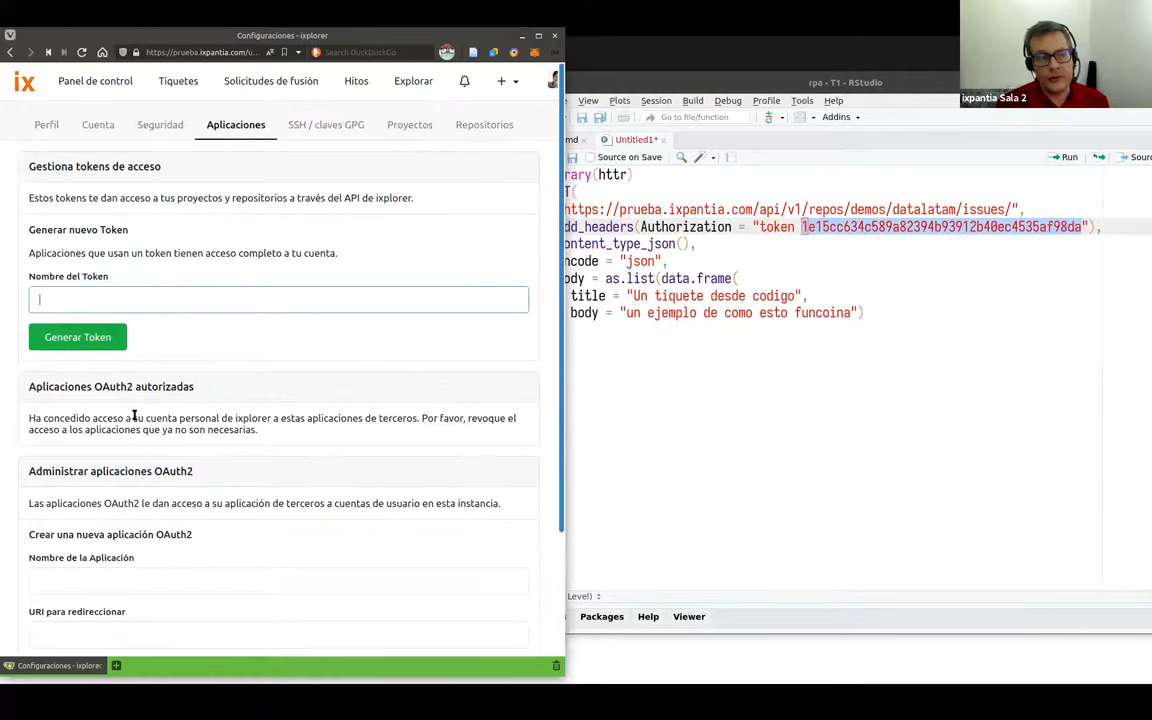 Configuraciones - ixplorer
https://prueba.ixpantia.com/u...
Search DuckDuckGo
ix
Panel de control
Tiquetes
Solicitudes de fusión
Hitos
Explorar
Perfil
Cuenta
Seguridad
Aplicaciones
SSH / claves GPG
Proyectos
Repositorios
Gestiona tokens de acceso
Estos tokens te dan acceso a tus proyectos y repositorios a través del API de ixplorer.
Generar nuevo Token
Aplicaciones que usan un token tienen acceso completo a tu cuenta.
Nombre del Token
Generar Token
Aplicaciones OAuth2 autorizadas
Ha concedido acceso a su cuenta personal de ixplorer a estas aplicaciones de terceros. Por favor, revoque el
acceso a los aplicaciones que ya no son necesarias.
Administrar aplicaciones OAuth2
Las aplicaciones OAuth2 le dan acceso a su aplicación de terceros a cuentas de usuario en esta instancia.
Crear una nueva aplicación OAuth2
Nombre de la Aplicación
URI para redireccionar
Configuraciones - ixplorer
rpa - T1 - RStudio
View Plots Session Build Debug Profile Tools Help
Go to file/function
Addins
md
Untitled1*
Source on Save
Run
Sourc
rary(httr)
T(
https://prueba.ixpantia.com/api/v1/repos/demos/datalatam/issues/",
dd_headers(Authorization = "token 1e15cc634c589a82394b93912b40ec4535af98da"),
ontent_type_json(),
ncode = "json",
ody = as.list(data.frame(
title = "Un tiquete desde codigo",
body = "un ejemplo de como esto funcoina")
Level)
Packages
Help
Viewer
ixpantia Sala 2